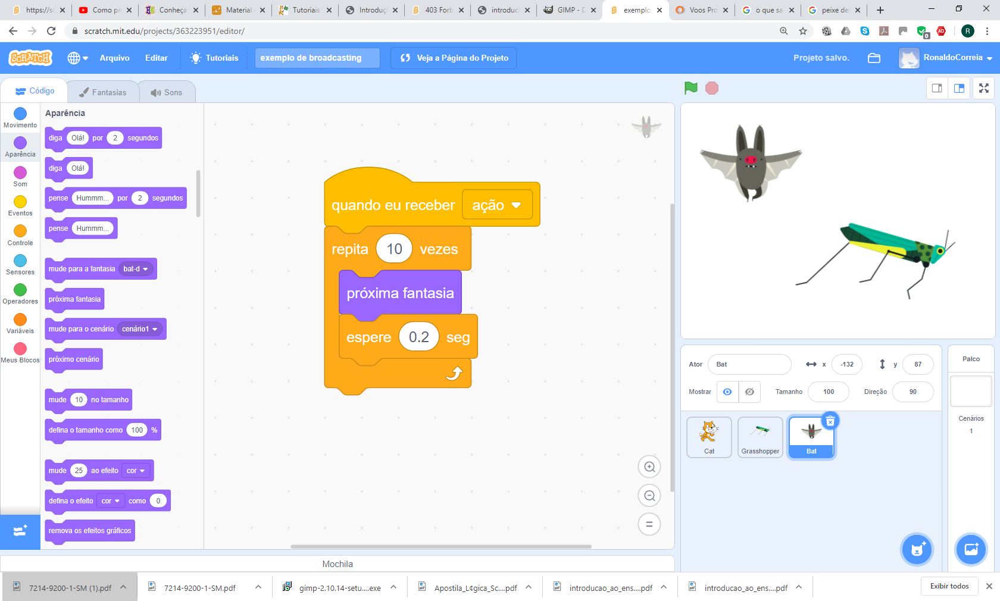 https://sc
Como pr
Conheça
Material
Tutoriais
Introduç
403 Forb
introduca
GIMP - D
exemplo
Voos Pro
o que sa
peixe de
scratch.mit.edu/projects/363223951/editor/
0
AD
R
SCRATCH
Arquivo
Editar
Tutoriais
exemplo de broadcasting
Veja a Página do Projeto
Projeto salvo.
RonaldoCorreia
Código
Fantasias
Sons
Movimento
Aparência
Som
Eventos
Controle
Sensores
Operadores
Variáveis
Meus Blocos
Aparência
diga Olá! por 2 segundos
diga Olá!
pense Hummm... por 2 segundos
pense Hummm...
mude para a fantasia bat-d
próxima fantasia
mude para o cenário cenário1
próximo cenário
mude 10 no tamanho
defina o tamanho como 100 %
mude 25 ao efeito cor
defina o efeito cor como 0
remova os efeitos gráficos
quando eu receber ação
repita 10 vezes
próxima fantasia
espere 0.2 seg
Ator Bat x -132 y 87
Mostrar Tamanho 100 Direção 90
Cat
Grasshopper
Bat
Palco
Cenários
1
Mochila
7214-9200-1-SM (1).pdf
7214-9200-1-SM.pdf
gimp-2.10.14-setu....exe
Apostila_L¢gica_Sc....pdf
introducao_ao_ens....pdf
introducao_ao_ens....pdf
Exibir todos